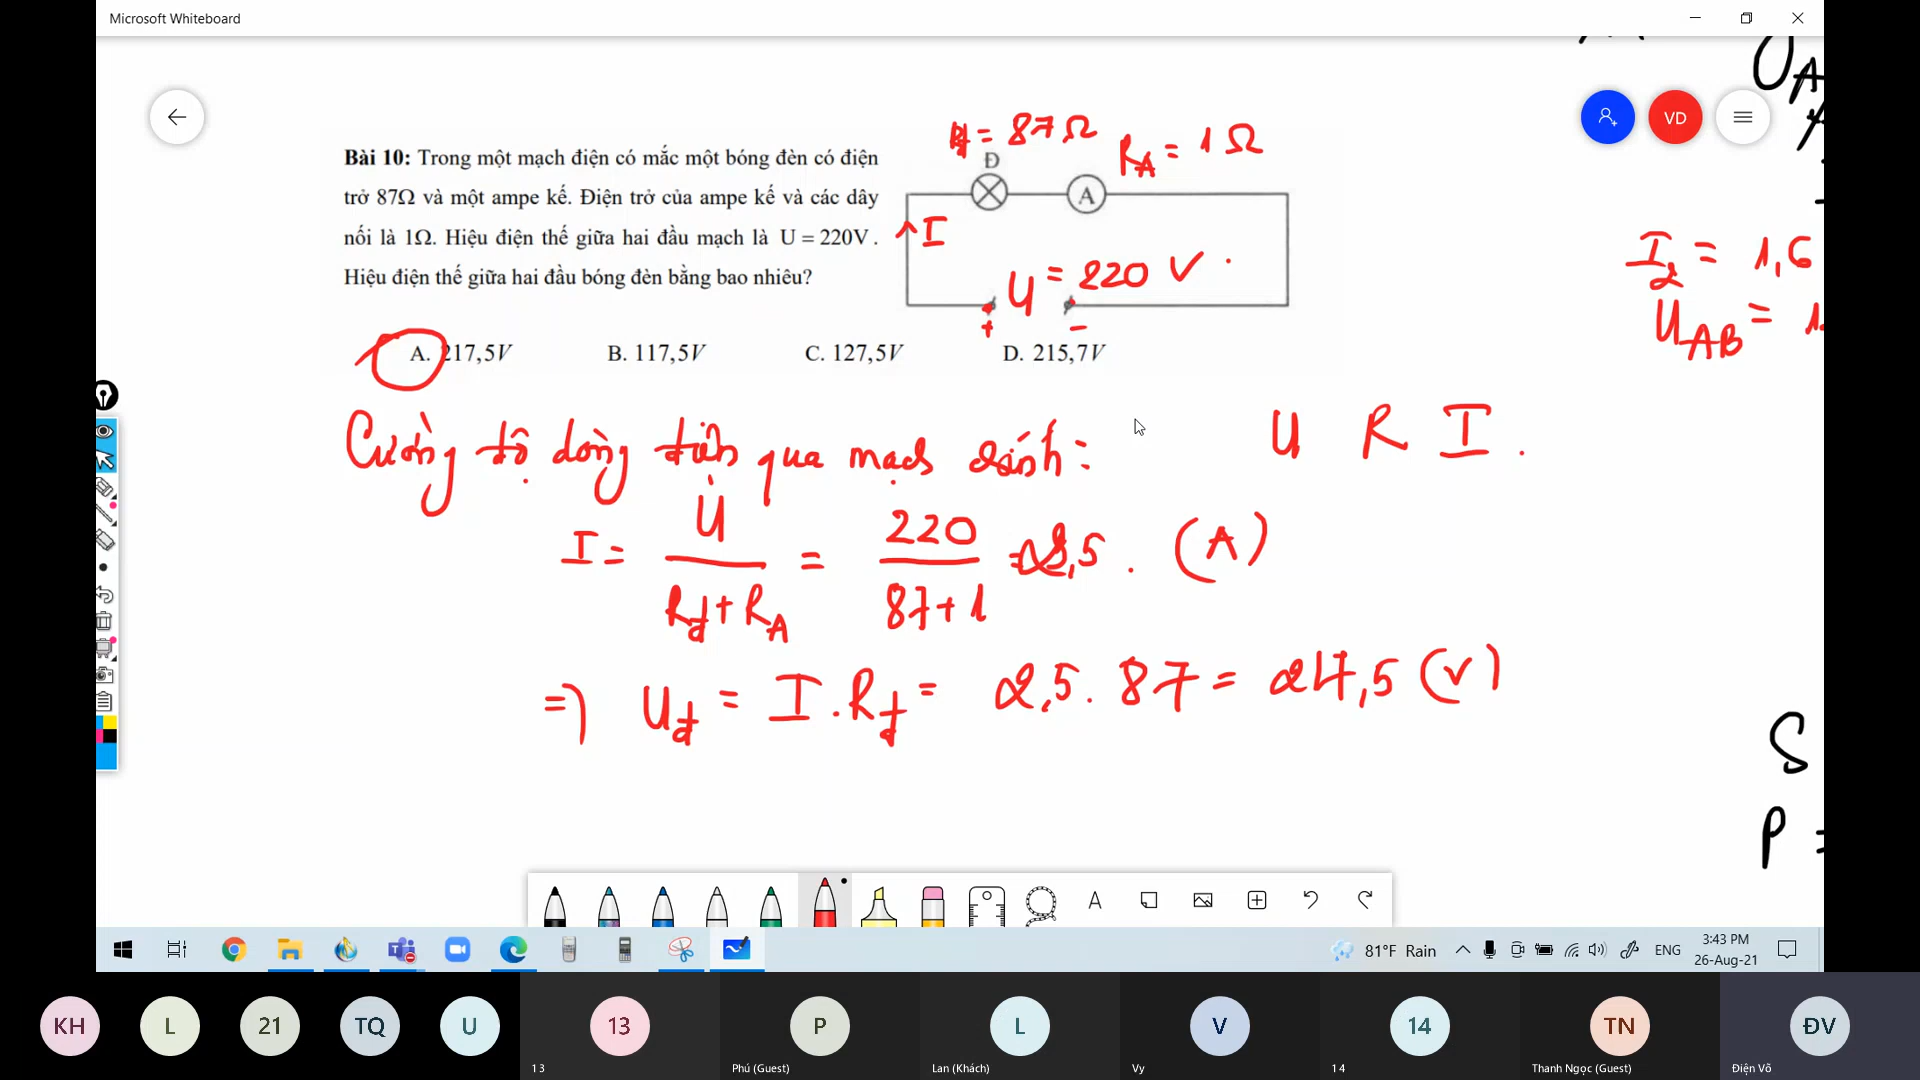 Microsoft Whiteboard
VD
Bài 10: Trong một mạch điện có mắc một bóng đèn có điện
trở 87Ω và một ampe kế. Điện trở của ampe kế và các dây
nối là 1Ω. Hiệu điện thế giữa hai đầu mạch là U = 220V.
Hiệu điện thế giữa hai đầu bóng đèn bằng bao nhiêu?
= 87Ω
R_A = 1Ω
Đ
A
I
U = 220 V.
+ -
A. 217,5V B. 117,5V C. 127,5V D. 215,7V
U_A
I_2 = 1,6
U_AB = 1
Cường độ dòng điện qua mạch chính:
U R I.
I = U / (R_đ + R_A) = 220 / (87+1) = 2,5. (A)
=> U_đ = I.R_đ = 2,5.87 = 217,5 (V)
S
P =
81°F Rain
ENG
3:43 PM
26-Aug-21
KH L 21 TQ U 13 P L V 14 TN ĐV
13 Phú (Guest) Lan (Khách) Vy 14 Thanh Ngọc (Guest) Điện Võ